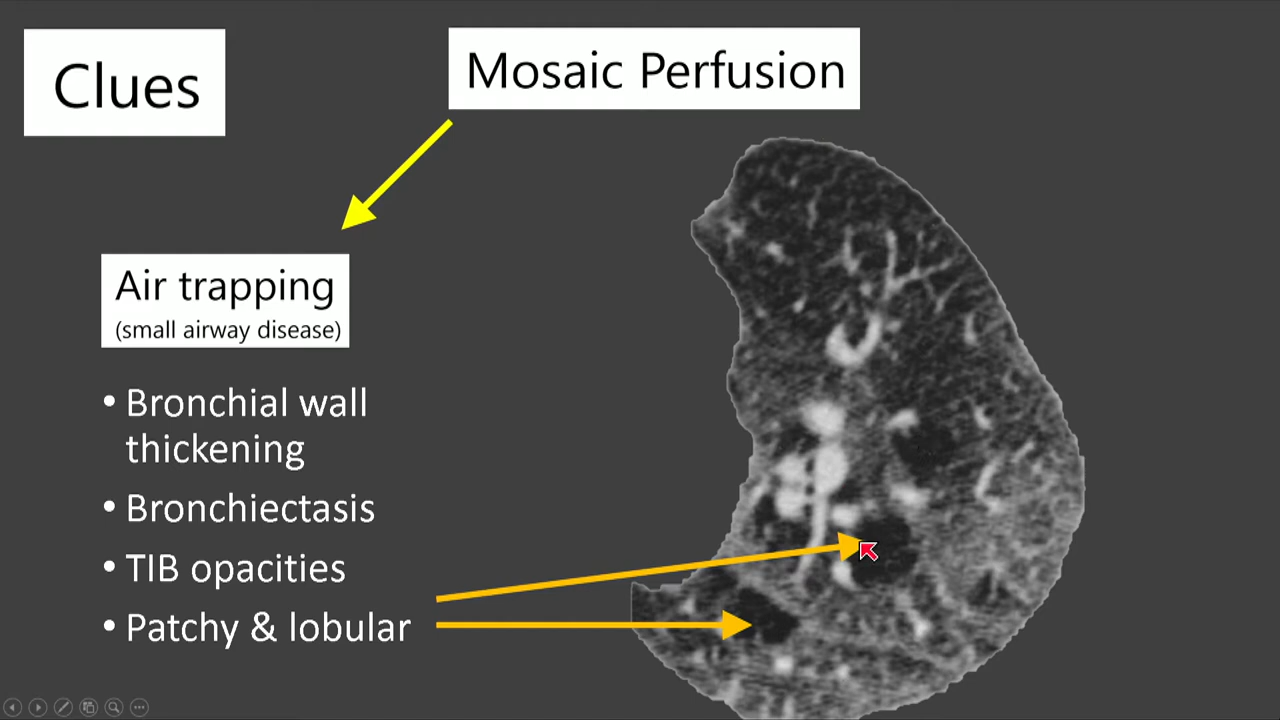 Clues
Mosaic Perfusion
Air trapping
(small airway disease)
• Bronchial wall
thickening
• Bronchiectasis
• TIB opacities
• Patchy & lobular